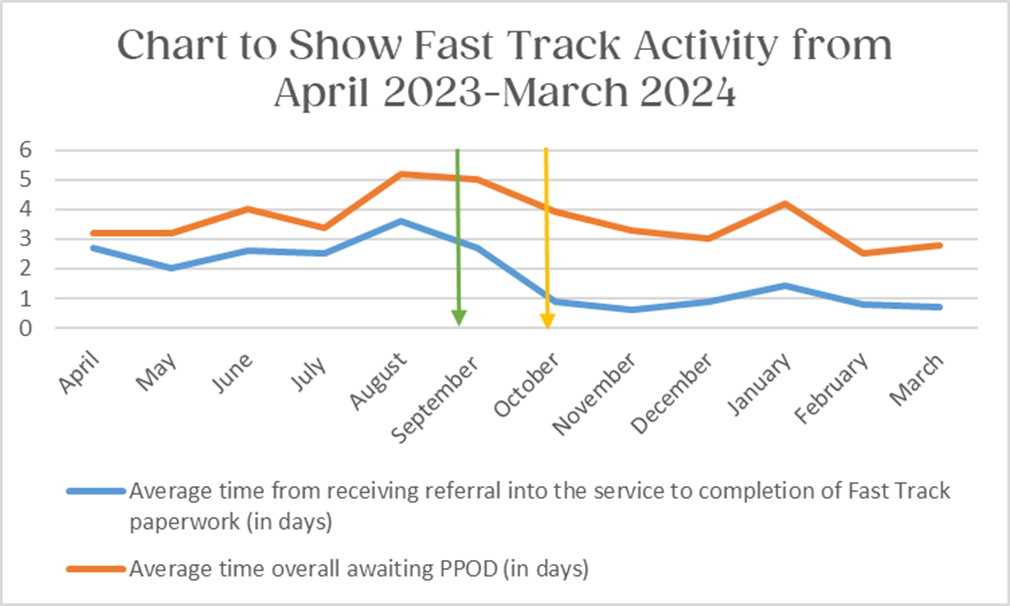 Chart to Show Fast Track Activity from
April 2023-March 2024
6
5
4
3
2
1
0
April
May
June
July
August
September
October
November
December
January
February
March
Average time from receiving referral into the service to completion of Fast Track
paperwork (in days)
Average time overall awaiting PPOD (in days)